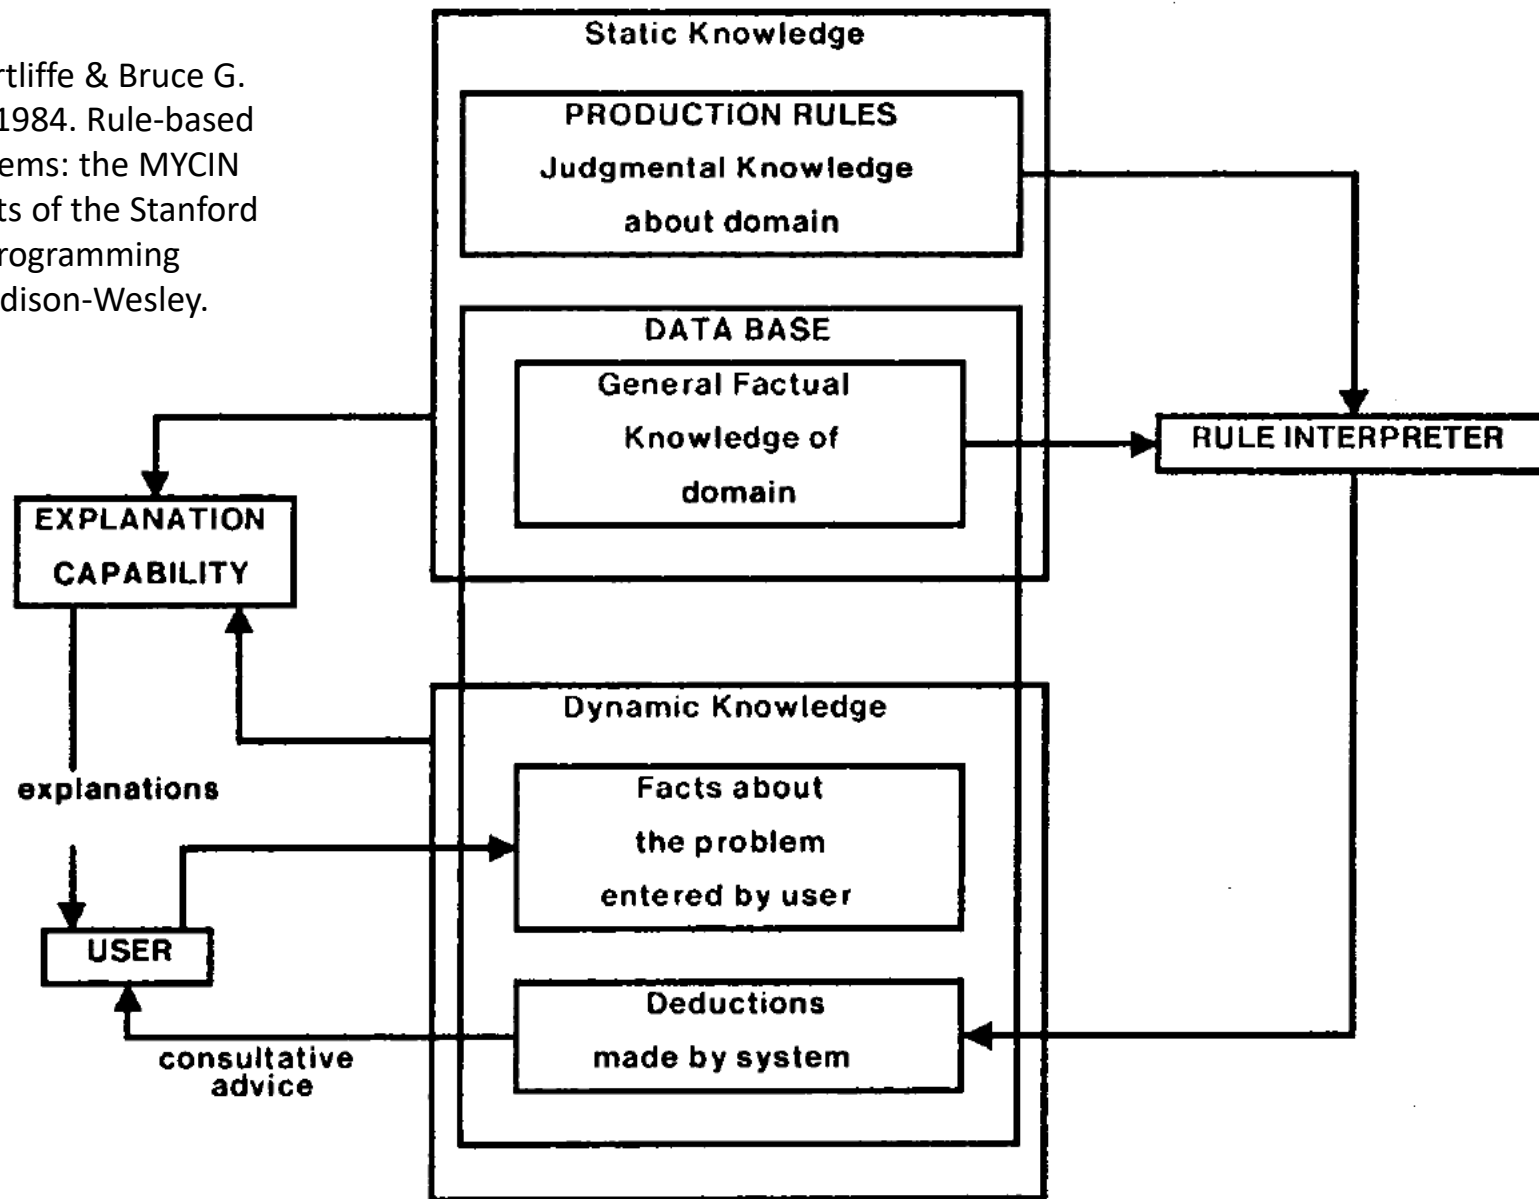 rtliffe & Bruce G.
1984. Rule-based
tems: the MYCIN
ts of the Stanford
rogramming
dison-Wesley.
Static Knowledge
PRODUCTION RULES
Judgmental Knowledge
about domain
DATA BASE
General Factual
Knowledge of
domain
RULE INTERPRETER
EXPLANATION
CAPABILITY
Dynamic Knowledge
explanations
Facts about
the problem
entered by user
USER
Deductions
made by system
consultative
advice